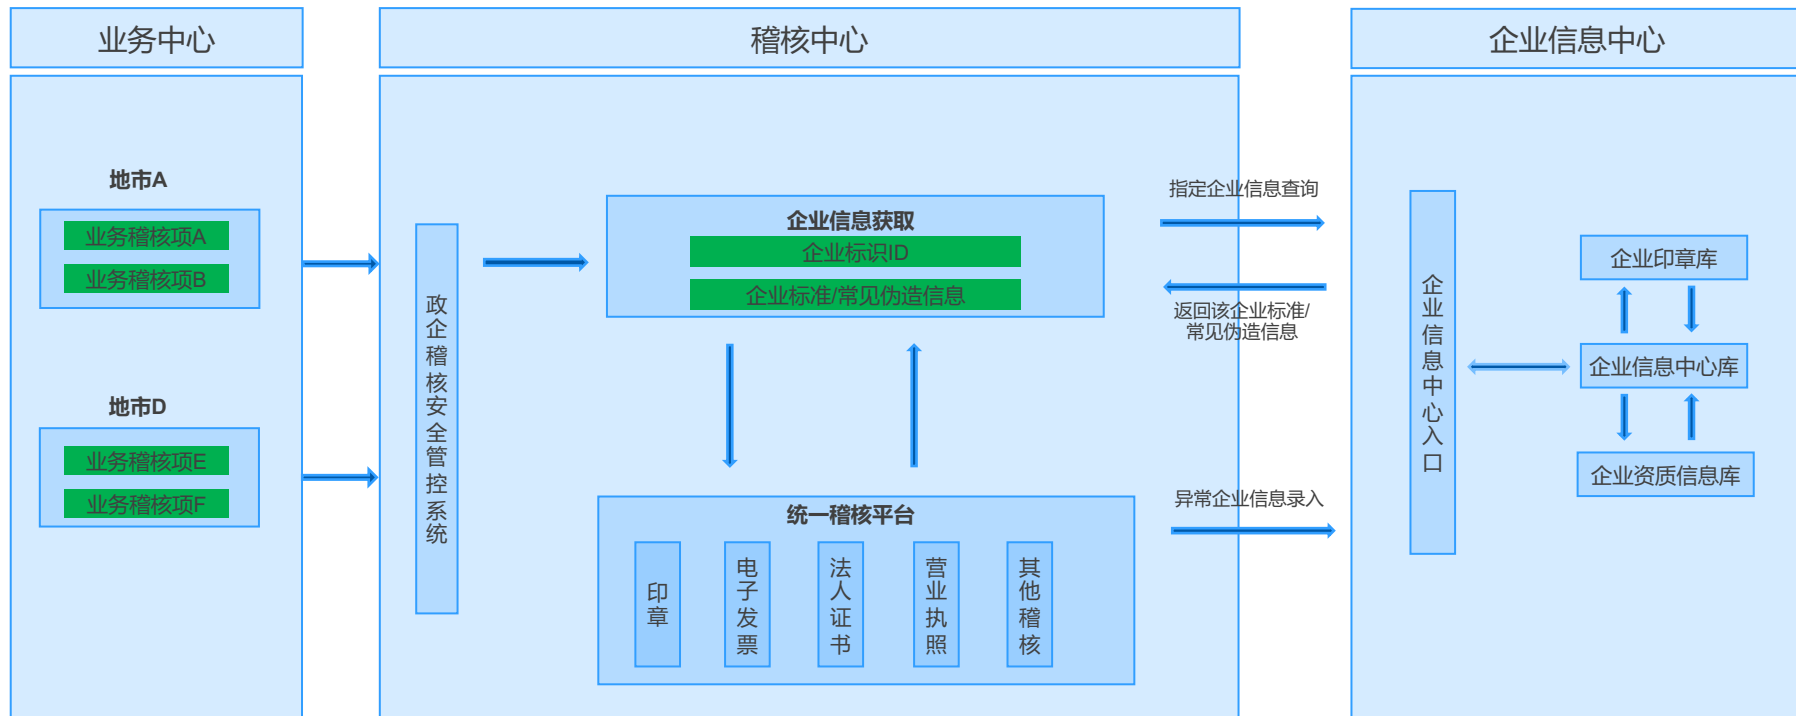 业务中心
稽核中心
企业信息中心
地市A
业务稽核项A
业务稽核项B
地市D
业务稽核项E
业务稽核项F
政企稽核安全管控系统
企业信息获取
企业标识ID
企业标准/常见伪造信息
统一稽核平台
印章
电子发票
法人证书
营业执照
其他稽核
指定企业信息查询
返回该企业标准/
常见伪造信息
异常企业信息录入
企业信息中心入口
企业印章库
企业信息中心库
企业资质信息库